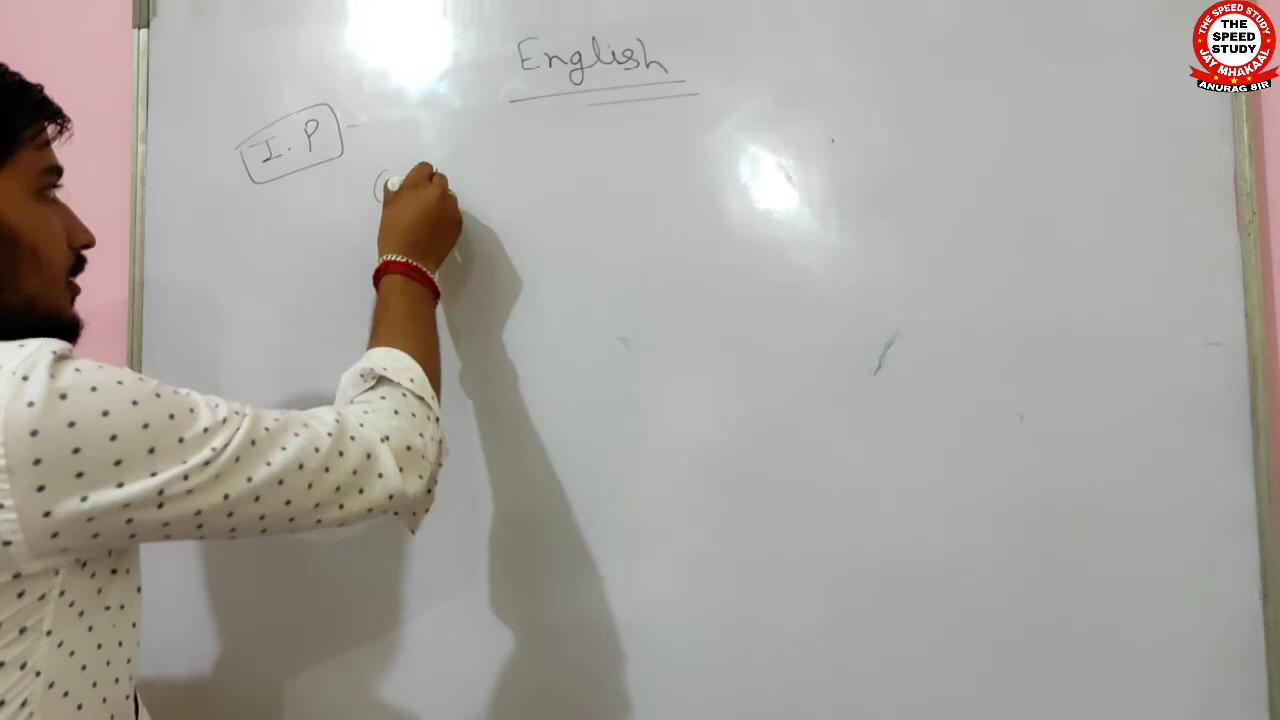 English
I.P -
(
THE SPEED STUDY
THE
SPEED
STUDY
JAY MHAKAAL
ANURAG SIR